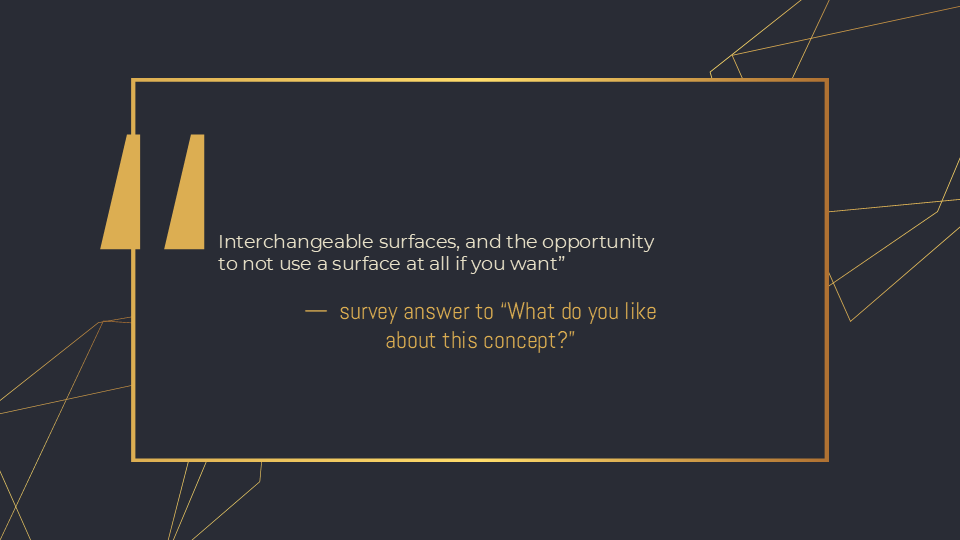 Interchangeable surfaces, and the opportunity
to not use a surface at all if you want”
— survey answer to “What do you like
about this concept?”